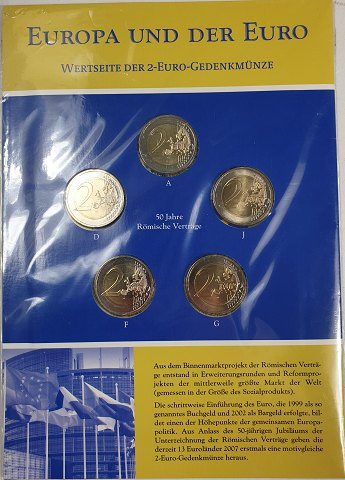 EUROPA UND DER EURO
WERTSEITE DER 2-EURO-GEDENKMÜNZE
A
D
J
50 Jahre
Römische Verträge
F
G
Aus dem Binnenmarktprojekt der Römischen Verträ-
ge entstand in Erweiterungsrunden und Reformpro-
jekten der mittlerweile größte Markt der Welt
(gemessen in der Größe des Sozialprodukts).
Die schrittweise Einführung des Euro, die 1999 als so
genanntes Buchgeld und 2002 als Bargeld erfolgte, bil-
det einen der Höhepunkte der gemeinsamen Europa-
politik. Aus Anlass des 50-jährigen Jubiläums der
Unterzeichnung der Römischen Verträge geben die
derzeit 13 Euroländer 2007 erstmals eine motivgleiche
2-Euro-Gedenkmünze heraus.